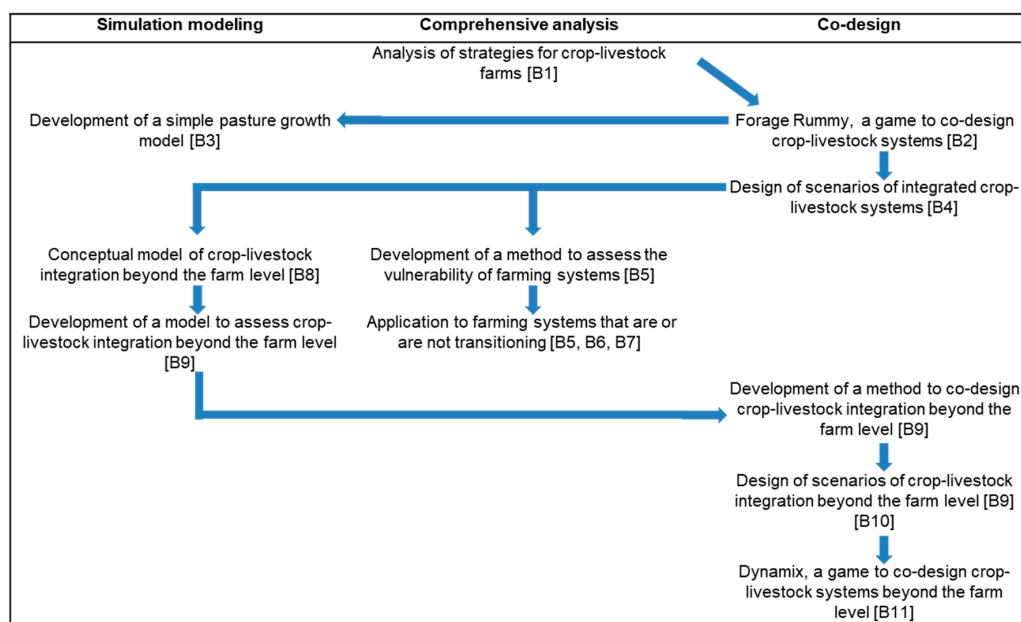 Simulation modeling
Comprehensive analysis
Co-design
Analysis of strategies for crop-livestock
farms [B1]
Development of a simple pasture growth
model [B3]
Forage Rummy, a game to co-design
crop-livestock systems [B2]
Design of scenarios of integrated crop-
livestock systems [B4]
Conceptual model of crop-livestock
integration beyond the farm level [B8]
Development of a method to assess the
vulnerability of farming systems [B5]
Development of a model to assess crop-
livestock integration beyond the farm level
[B9]
Application to farming systems that are or
are not transitioning [B5, B6, B7]
Development of a method to co-design
crop-livestock integration beyond the
farm level [B9]
Design of scenarios of crop-livestock
integration beyond the farm level [B9]
[B10]
Dynamix, a game to co-design crop-
livestock systems beyond the farm
level [B11]